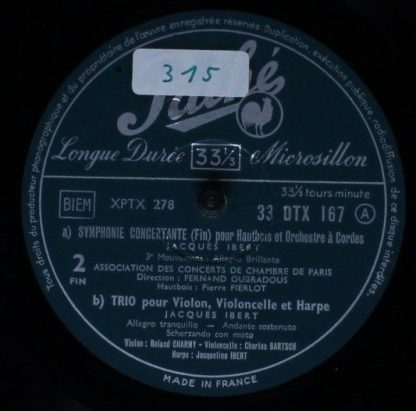 Tous droits du producteur phonographique et du propriétaire de l'œuvre enregistrée réservés. Duplication, exécution publique, radiodiffusion de ce disque interdites.
315
Pathé
Longue Durée 33 1/3 Microsillon
33 1/3 tours minute
BIEM XPTX 278 33 DTX 167 A
a) SYMPHONIE CONCERTANTE (Fin) pour Hautbois et Orchestre à Cordes
JACQUES IBERT
3e Mouvement: Allegro Brillante
2
FIN
ASSOCIATION DES CONCERTS DE CHAMBRE DE PARIS
Direction: Fernand OUBRADOUS
Hautbois: Pierre PIERLOT
b) TRIO pour Violon, Violoncelle et Harpe
JACQUES IBERT
Allegro tranquillo - Andante sostenuto
Scherzando con moto
Violon: Roland CHARMY - Violoncelle: Charles BARTSCH
Harpe: Jacqueline IBERT
MADE IN FRANCE